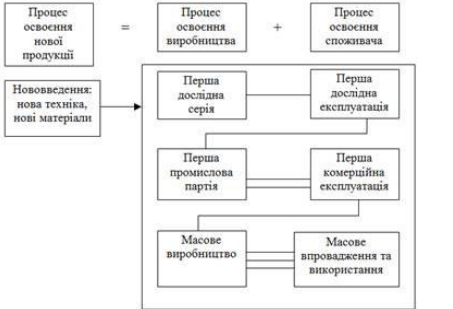 Процес
освоєння
нової
продукції
=
Процес
освоєння
виробництва
+
Процес
освоєння
споживача
Нововведення:
нова техніка,
нові матеріали
Перша
дослідна
серія
Перша
дослідна
експлуатація
Перша
промислова
партія
Перша
комерційна
експлуатація
Масове
виробництво
Масове
впровадження та
використання